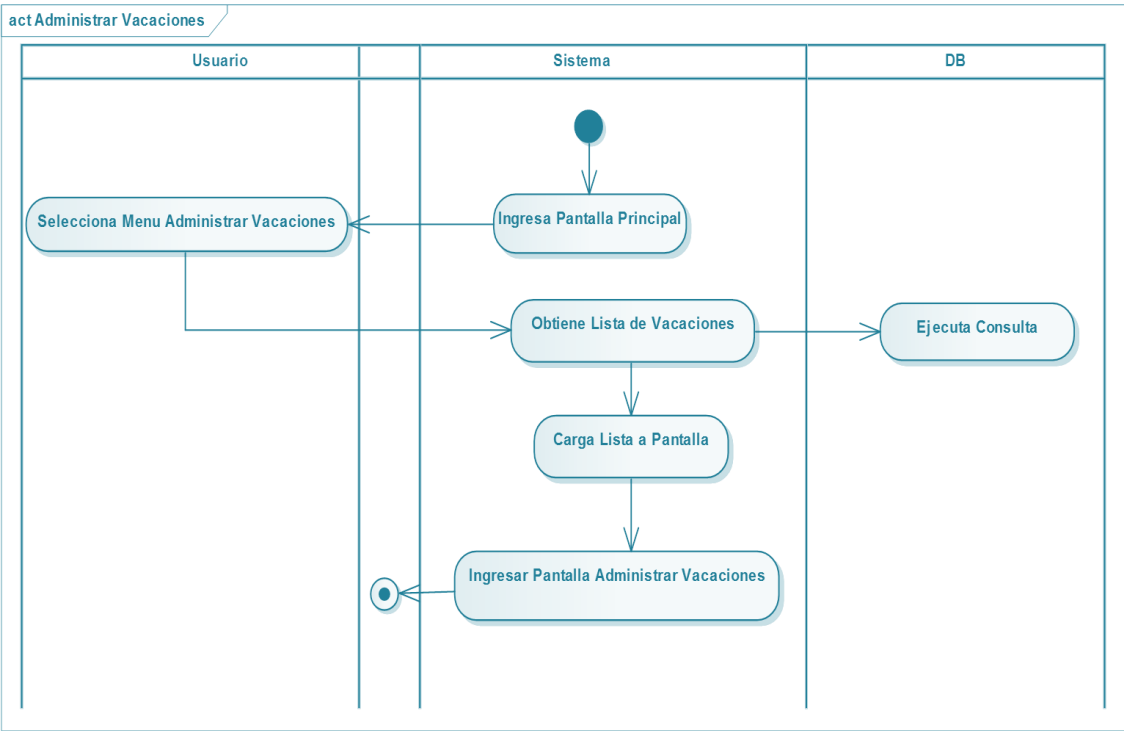 act Administrar Vacaciones
Usuario
Sistema
DB
Selecciona Menu Administrar Vacaciones
Ingresa Pantalla Principal
Obtiene Lista de Vacaciones
Ejecuta Consulta
Carga Lista a Pantalla
Ingresar Pantalla Administrar Vacaciones